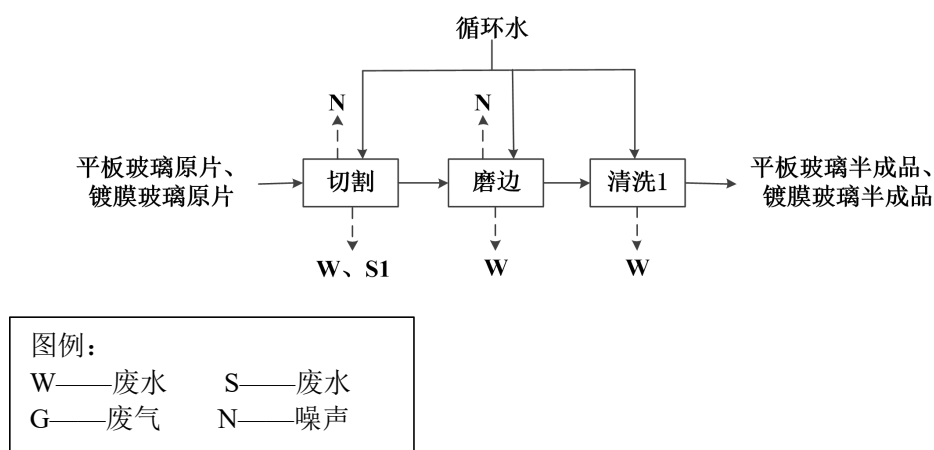 循环水
N
N
平板玻璃原片、
镀膜玻璃原片
切割
磨边
清洗1
平板玻璃半成品、
镀膜玻璃半成品
W、S1
W
W
图例：
W——废水 S——废水
G——废气 N——噪声